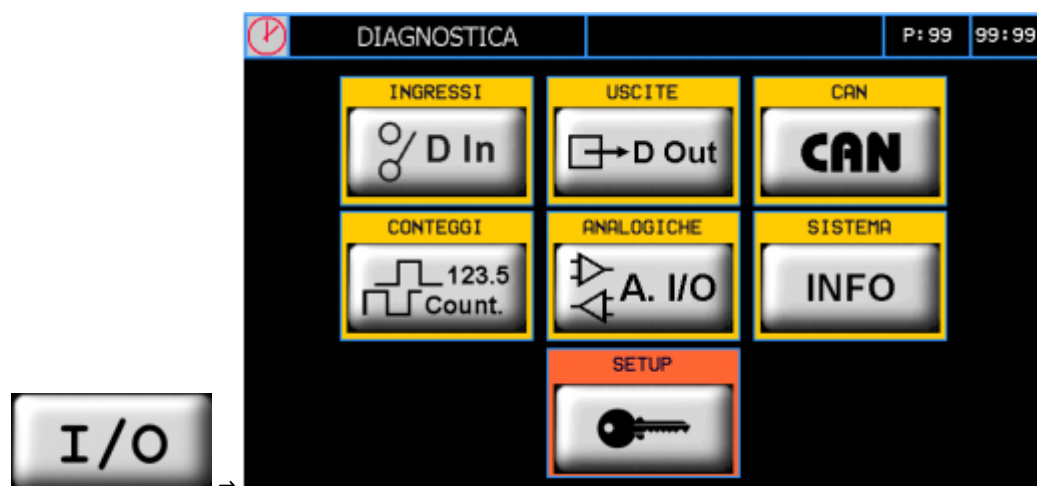 DIAGNOSTICA P:99 99:99
INGRESSI USCITE CAN
D In D Out CAN
CONTEGGI ANALOGICHE SISTEMA
123.5
Count. A. I/O INFO
SETUP
I/O →